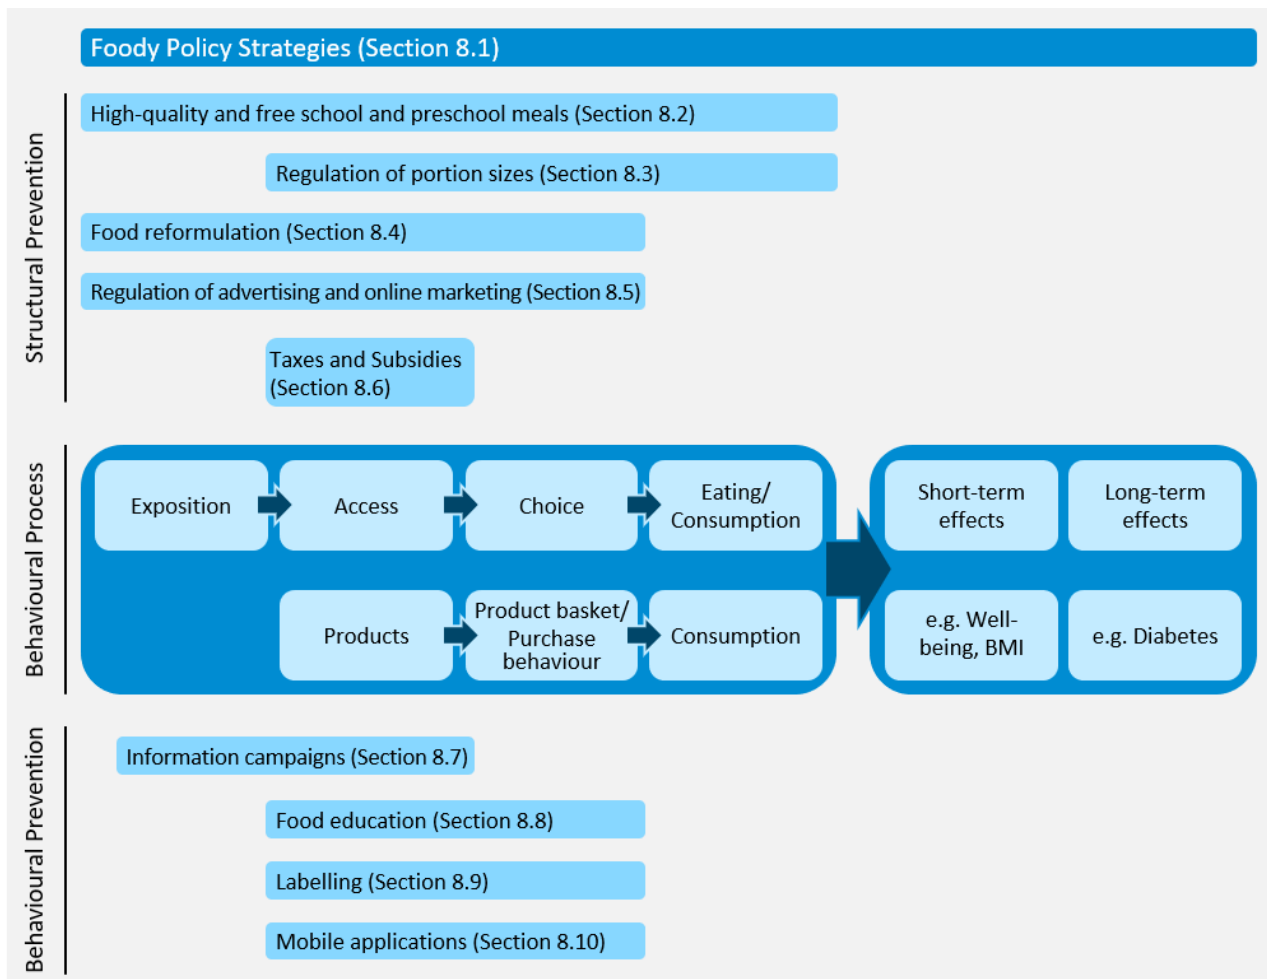 Foody Policy Strategies (Section 8.1)
Structural Prevention
High-quality and free school and preschool meals (Section 8.2)
Regulation of portion sizes (Section 8.3)
Food reformulation (Section 8.4)
Regulation of advertising and online marketing (Section 8.5)
Taxes and Subsidies
(Section 8.6)
Behavioural Process
Exposition
Access
Choice
Eating/
Consumption
Short-term
effects
Long-term
effects
Products
Product basket/
Purchase
behaviour
Consumption
e.g. Well-
being, BMI
e.g. Diabetes
Behavioural Prevention
Information campaigns (Section 8.7)
Food education (Section 8.8)
Labelling (Section 8.9)
Mobile applications (Section 8.10)